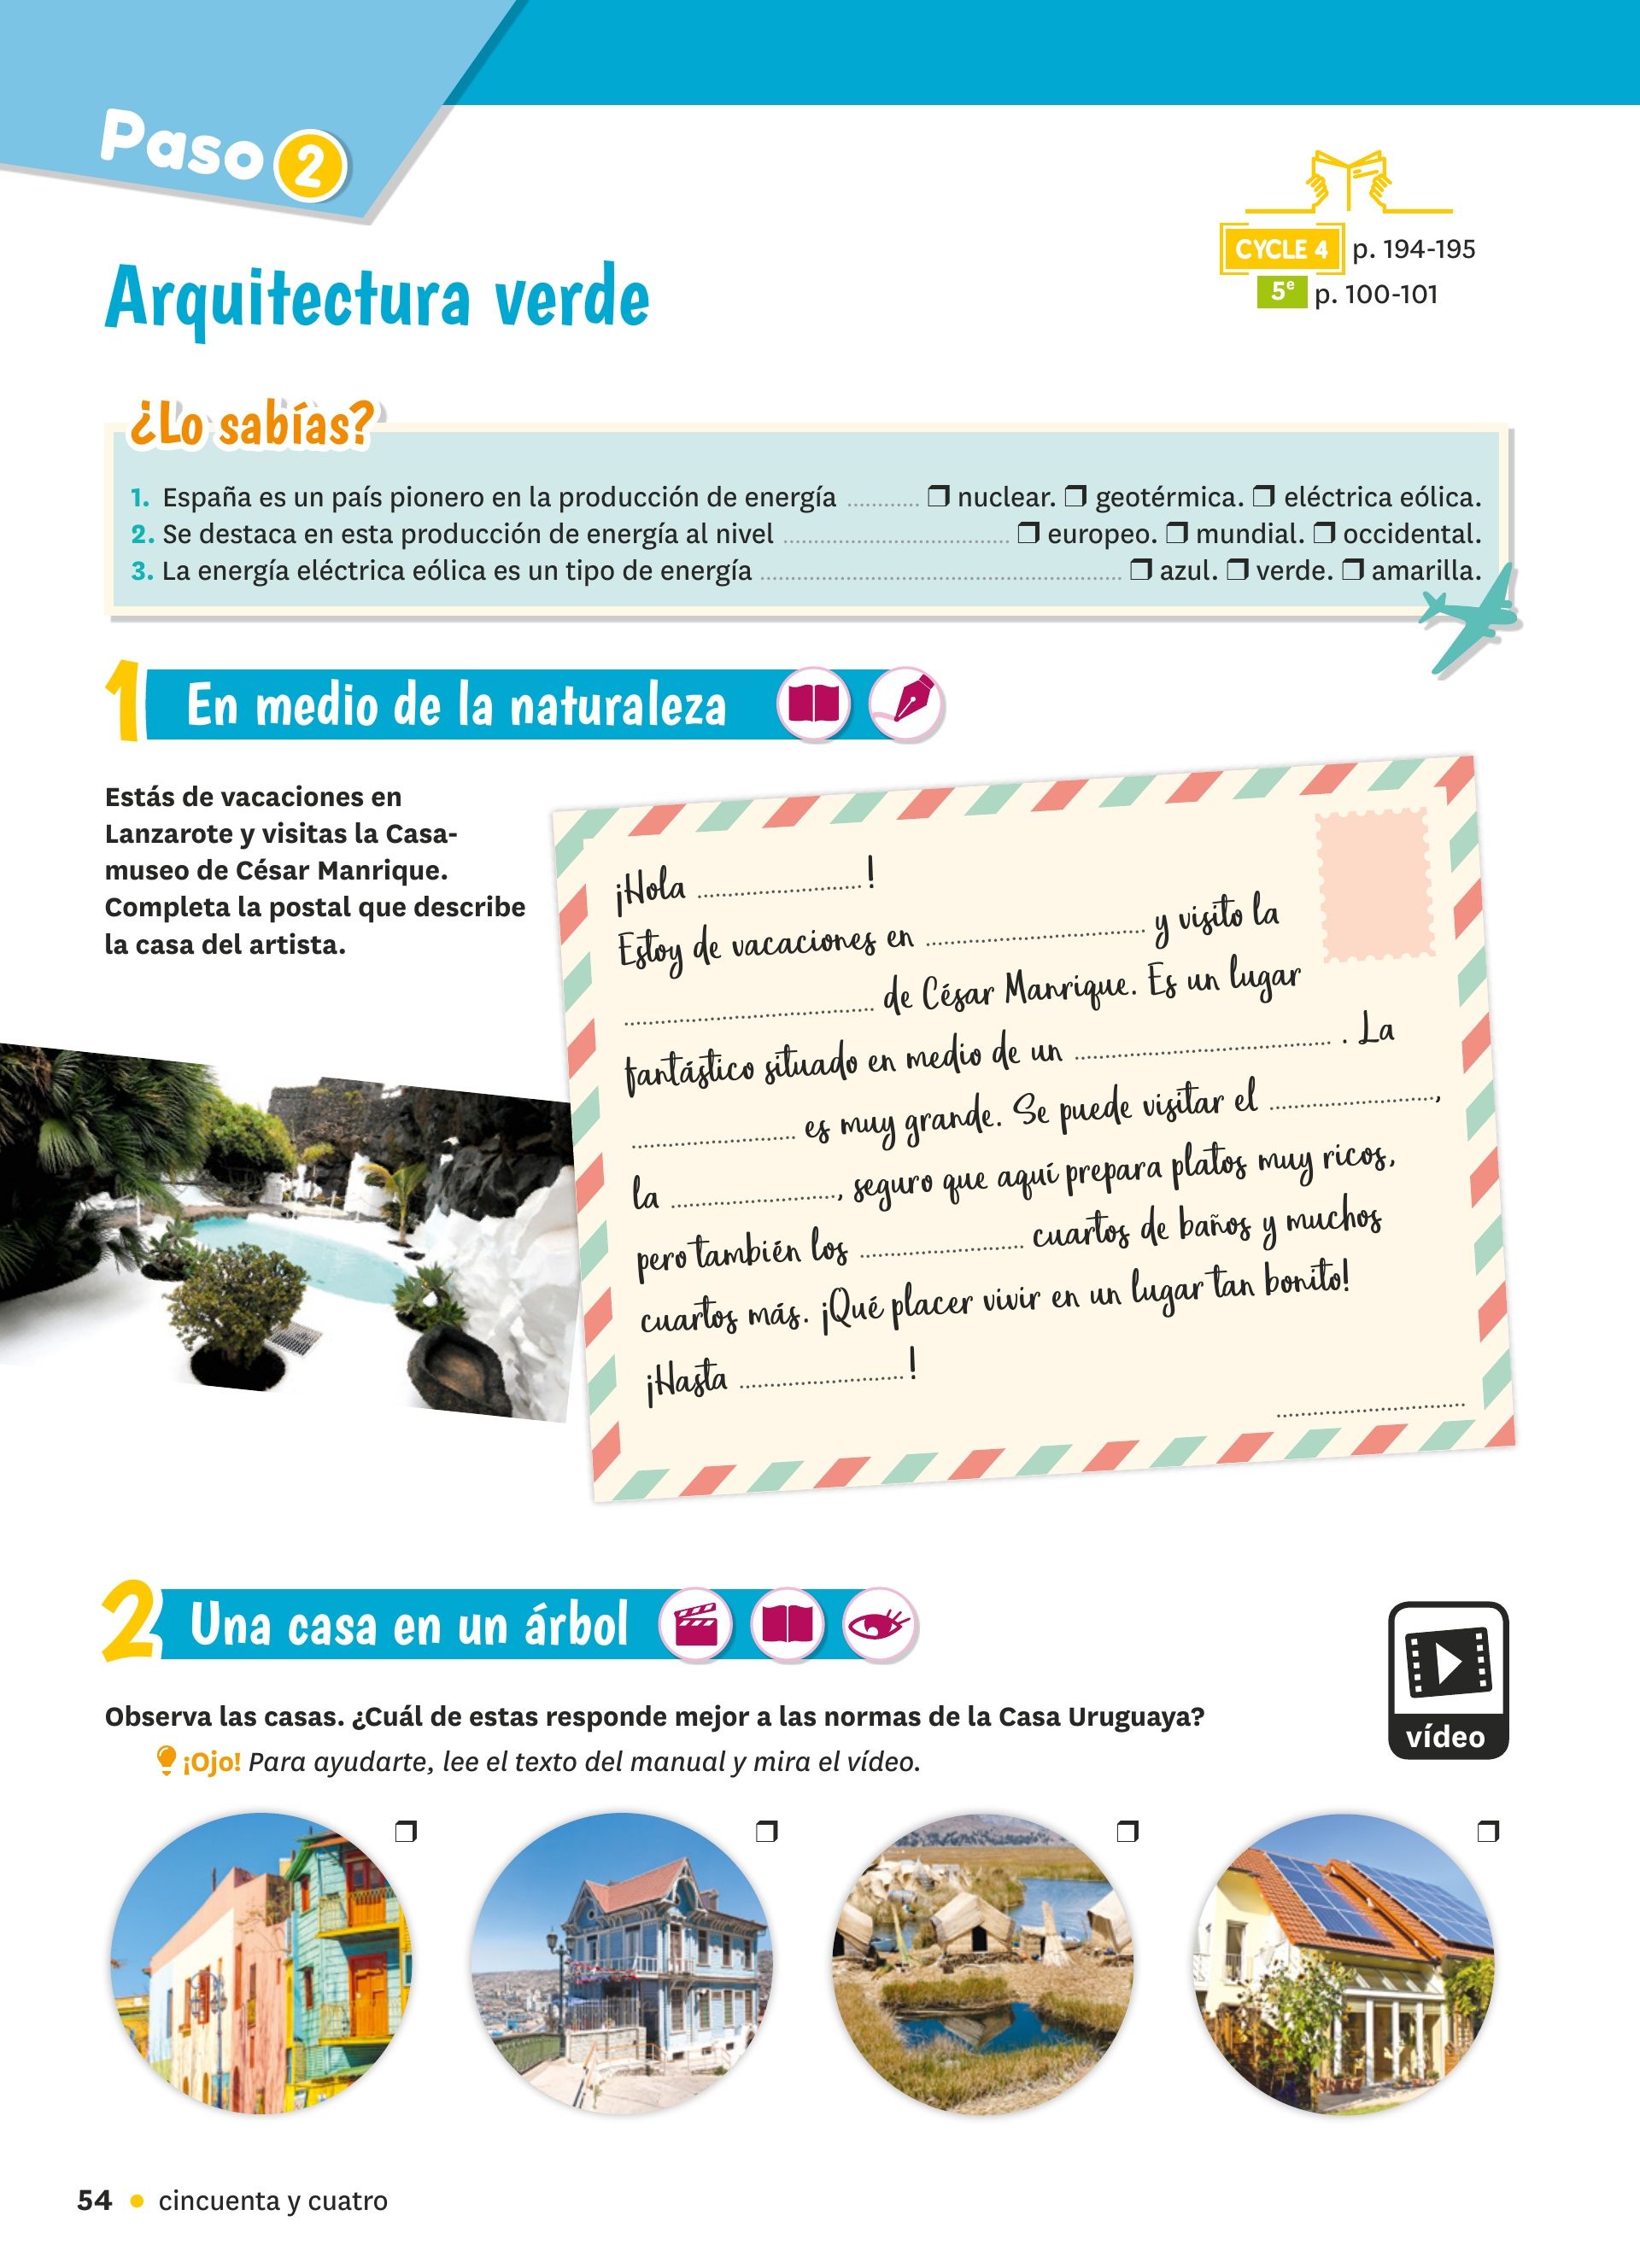 Paso 2
CYCLE 4 p. 194-195
5e p. 100-101
Arquitectura verde
¿Lo sabías?
1. España es un país pionero en la producción de energía ........... ❒ nuclear. ❒ geotérmica. ❒ eléctrica eólica.
2. Se destaca en esta producción de energía al nivel ................................... ❒ europeo. ❒ mundial. ❒ occidental.
3. La energía eléctrica eólica es un tipo de energía ....................................................... ❒ azul. ❒ verde. ❒ amarilla.
1 En medio de la naturaleza
Estás de vacaciones en
Lanzarote y visitas la Casa-
museo de César Manrique.
Completa la postal que describe
la casa del artista.
¡Hola ........................... !
Estoy de vacaciones en .................................... y visito la
......................................... de César Manrique. Es un lugar
fantástico situado en medio de un .......................................... . La
........................... es muy grande. Se puede visitar el ...........................,
la ..........................., seguro que aquí prepara platos muy ricos,
pero también los ........................... cuartos de baños y muchos
cuartos más. ¡Qué placer vivir en un lugar tan bonito!
¡Hasta ........................... !
...............................
2 Una casa en un árbol
vídeo
Observa las casas. ¿Cuál de estas responde mejor a las normas de la Casa Uruguaya?
¡Ojo! Para ayudarte, lee el texto del manual y mira el vídeo.
❒ ❒ ❒ ❒
54 • cincuenta y cuatro